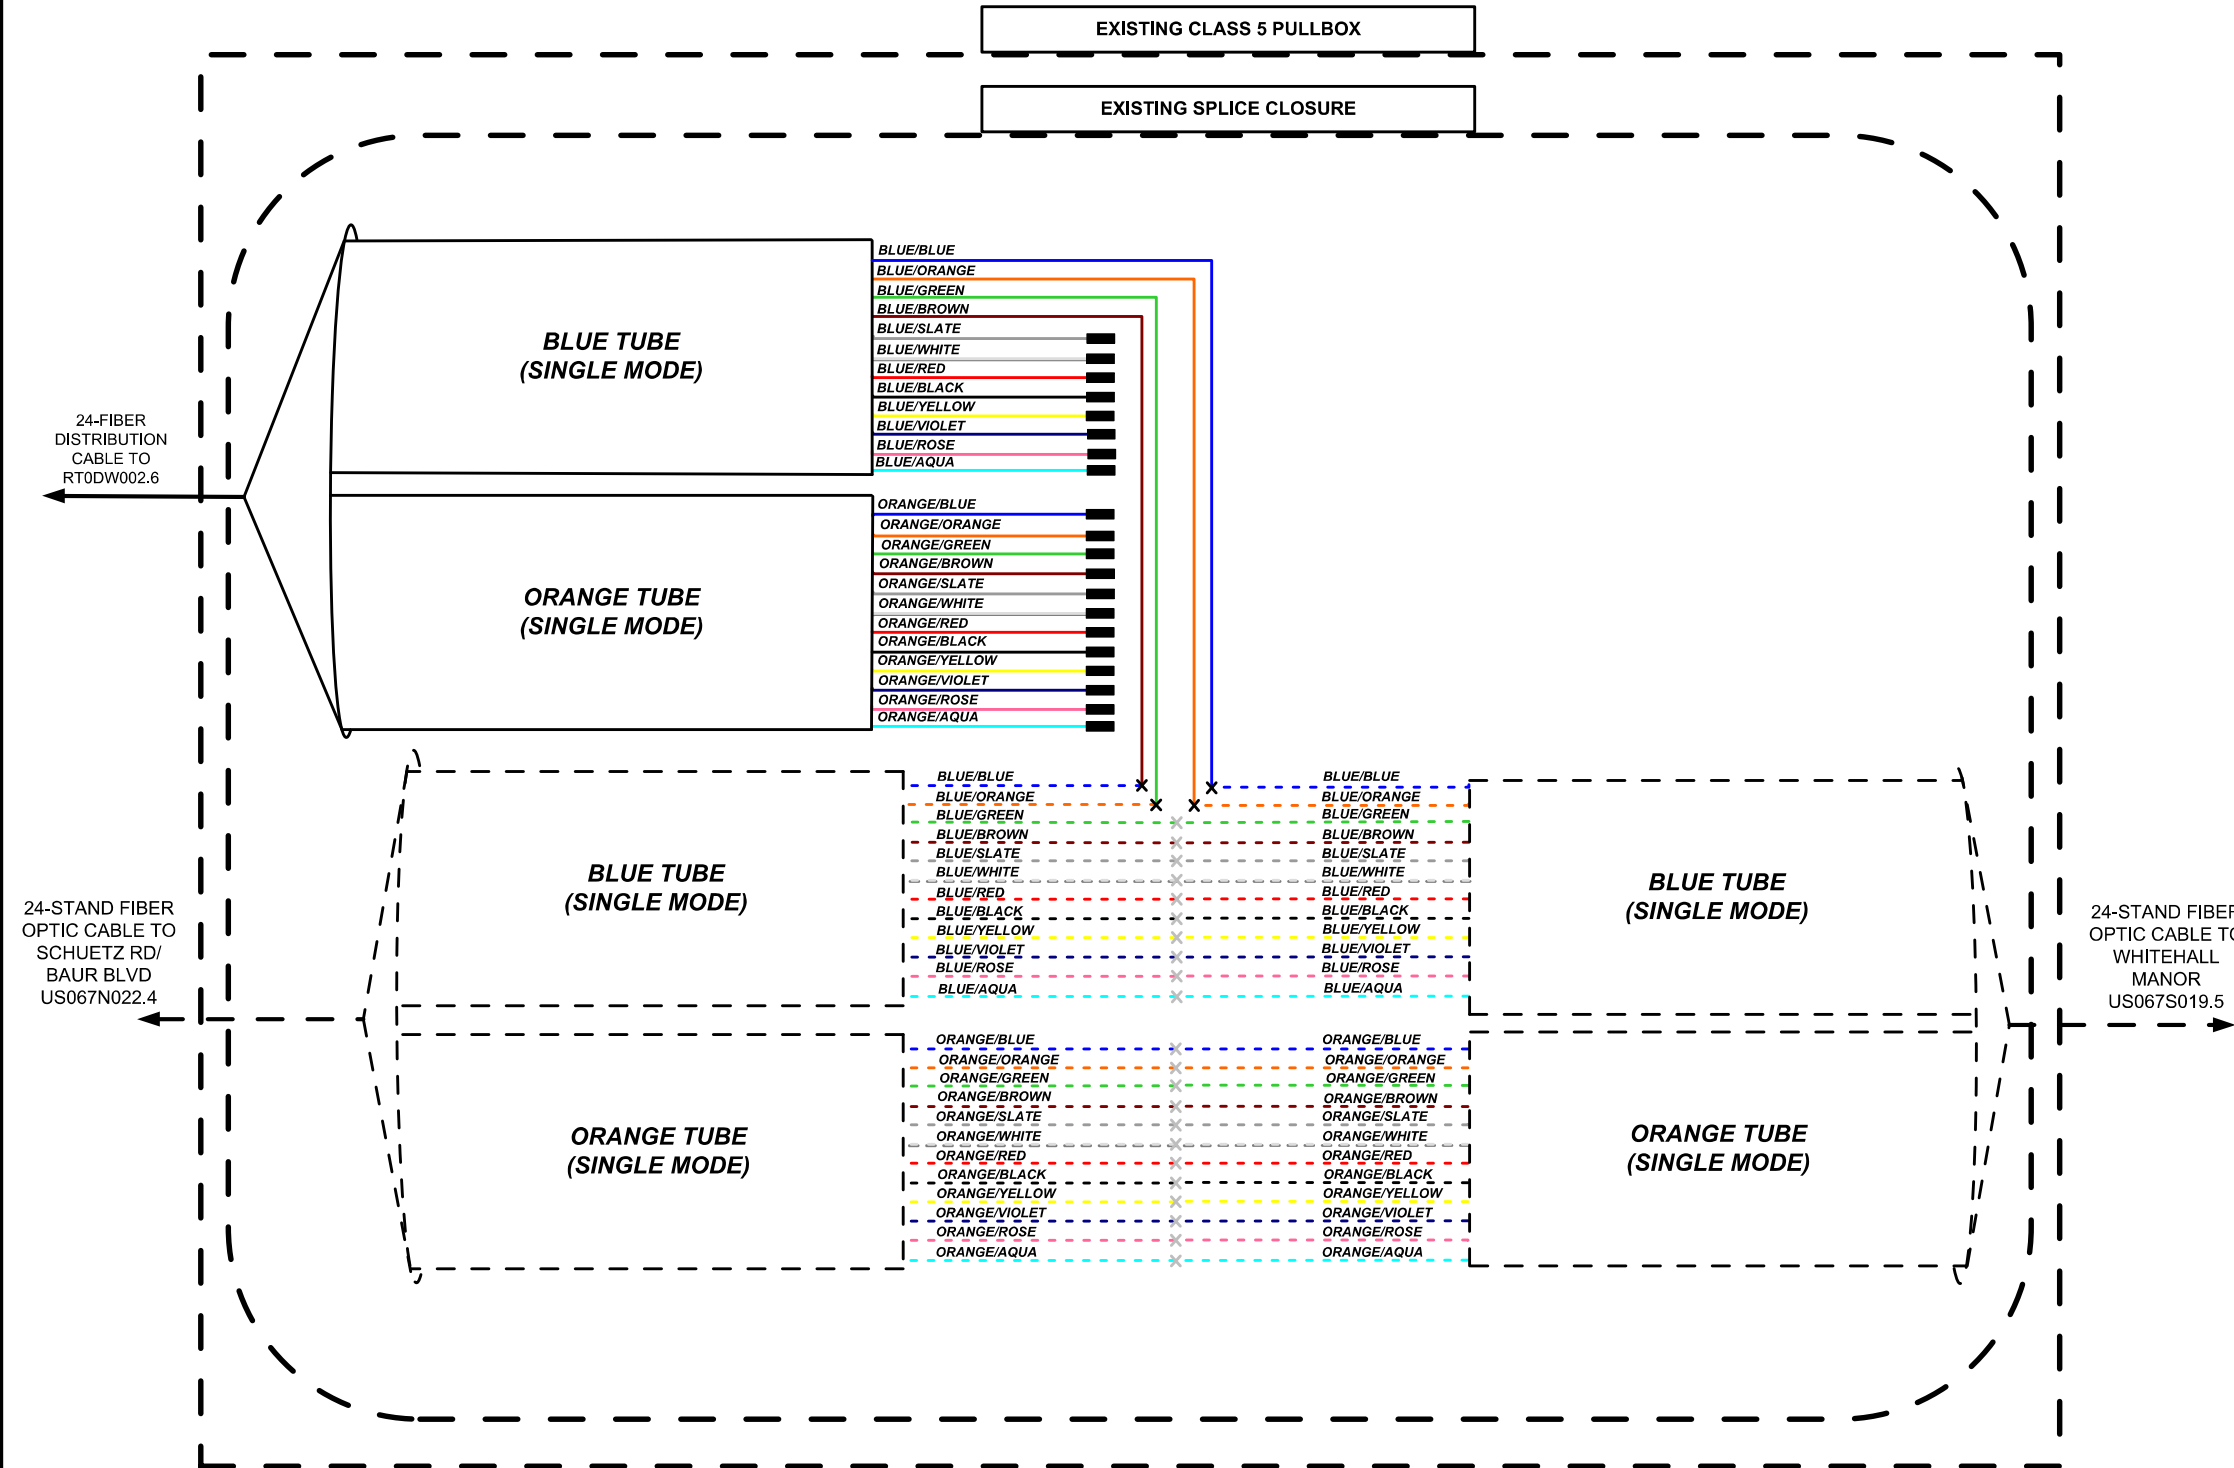 EXISTING CLASS 5 PULLBOX
EXISTING SPLICE CLOSURE
24-FIBER
DISTRIBUTION
CABLE TO
RT0DW002.6
BLUE TUBE
(SINGLE MODE)
BLUE/BLUE
BLUE/ORANGE
BLUE/GREEN
BLUE/BROWN
BLUE/SLATE
BLUE/WHITE
BLUE/RED
BLUE/BLACK
BLUE/YELLOW
BLUE/VIOLET
BLUE/ROSE
BLUE/AQUA
ORANGE TUBE
(SINGLE MODE)
ORANGE/BLUE
ORANGE/ORANGE
ORANGE/GREEN
ORANGE/BROWN
ORANGE/SLATE
ORANGE/WHITE
ORANGE/RED
ORANGE/BLACK
ORANGE/YELLOW
ORANGE/VIOLET
ORANGE/ROSE
ORANGE/AQUA
24-STAND FIBER
OPTIC CABLE TO
SCHUETZ RD/
BAUR BLVD
US067N022.4
BLUE TUBE
(SINGLE MODE)
BLUE/BLUE
BLUE/ORANGE
BLUE/GREEN
BLUE/BROWN
BLUE/SLATE
BLUE/WHITE
BLUE/RED
BLUE/BLACK
BLUE/YELLOW
BLUE/VIOLET
BLUE/ROSE
BLUE/AQUA
ORANGE TUBE
(SINGLE MODE)
ORANGE/BLUE
ORANGE/ORANGE
ORANGE/GREEN
ORANGE/BROWN
ORANGE/SLATE
ORANGE/WHITE
ORANGE/RED
ORANGE/BLACK
ORANGE/YELLOW
ORANGE/VIOLET
ORANGE/ROSE
ORANGE/AQUA
BLUE/BLUE
BLUE/ORANGE
BLUE/GREEN
BLUE/BROWN
BLUE/SLATE
BLUE/WHITE
BLUE/RED
BLUE/BLACK
BLUE/YELLOW
BLUE/VIOLET
BLUE/ROSE
BLUE/AQUA
BLUE TUBE
(SINGLE MODE)
ORANGE/BLUE
ORANGE/ORANGE
ORANGE/GREEN
ORANGE/BROWN
ORANGE/SLATE
ORANGE/WHITE
ORANGE/RED
ORANGE/BLACK
ORANGE/YELLOW
ORANGE/VIOLET
ORANGE/ROSE
ORANGE/AQUA
ORANGE TUBE
(SINGLE MODE)
24-STAND FIBER
OPTIC CABLE TO
WHITEHALL
MANOR
US067S019.5